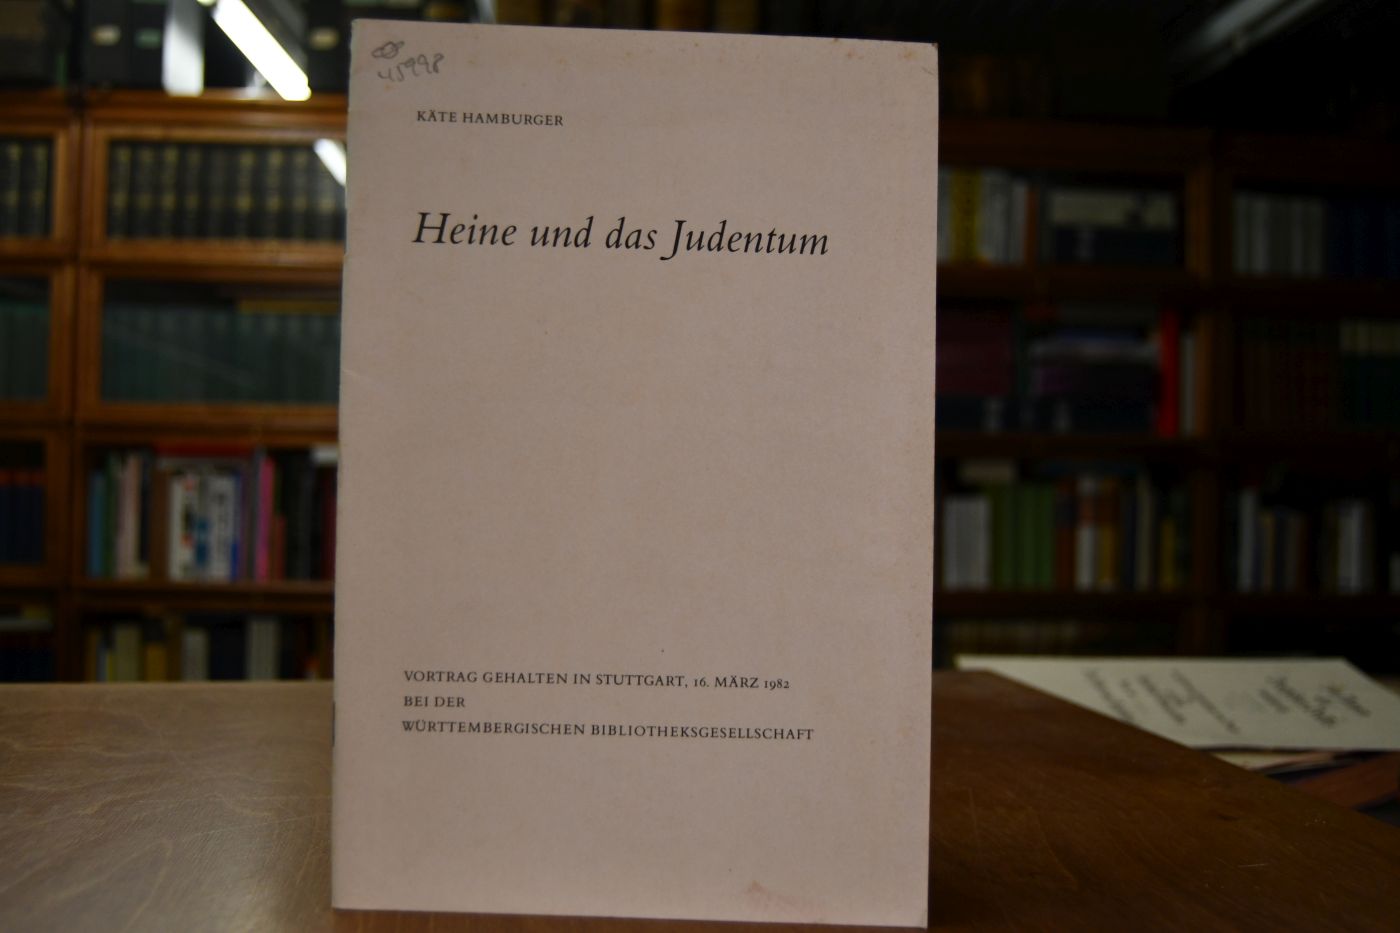 45998
KÄTE HAMBURGER
Heine und das Judentum
VORTRAG GEHALTEN IN STUTTGART, 16. MÄRZ 1982
BEI DER
WÜRTTEMBERGISCHEN BIBLIOTHEKSGESELLSCHAFT